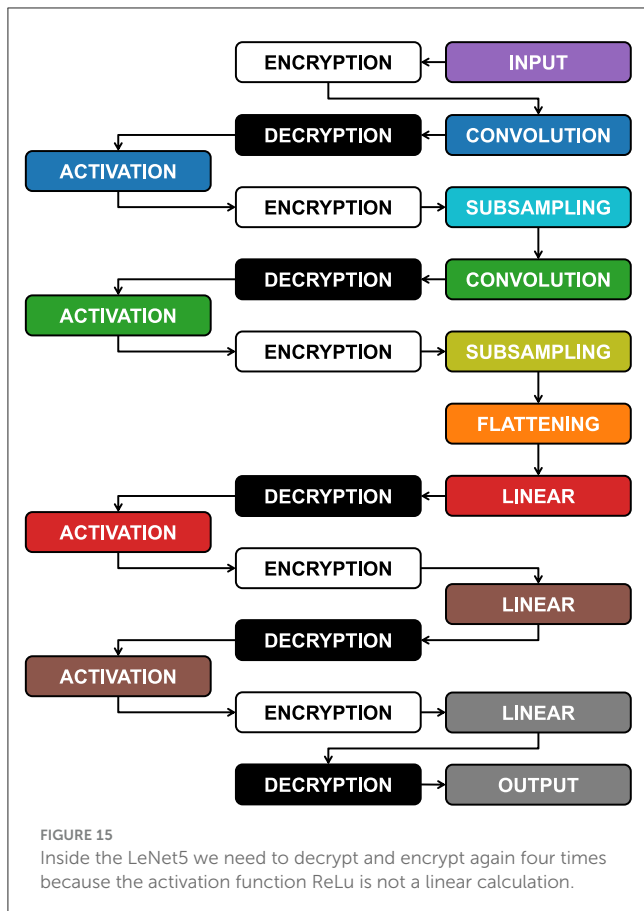 INPUT
ENCRYPTION
CONVOLUTION
DECRYPTION
ACTIVATION
ENCRYPTION
SUBSAMPLING
CONVOLUTION
DECRYPTION
ACTIVATION
ENCRYPTION
SUBSAMPLING
FLATTENING
LINEAR
DECRYPTION
ACTIVATION
ENCRYPTION
LINEAR
DECRYPTION
ACTIVATION
ENCRYPTION
LINEAR
DECRYPTION
OUTPUT
FIGURE 15
Inside the LeNet5 we need to decrypt and encrypt again four times
because the activation function ReLu is not a linear calculation.